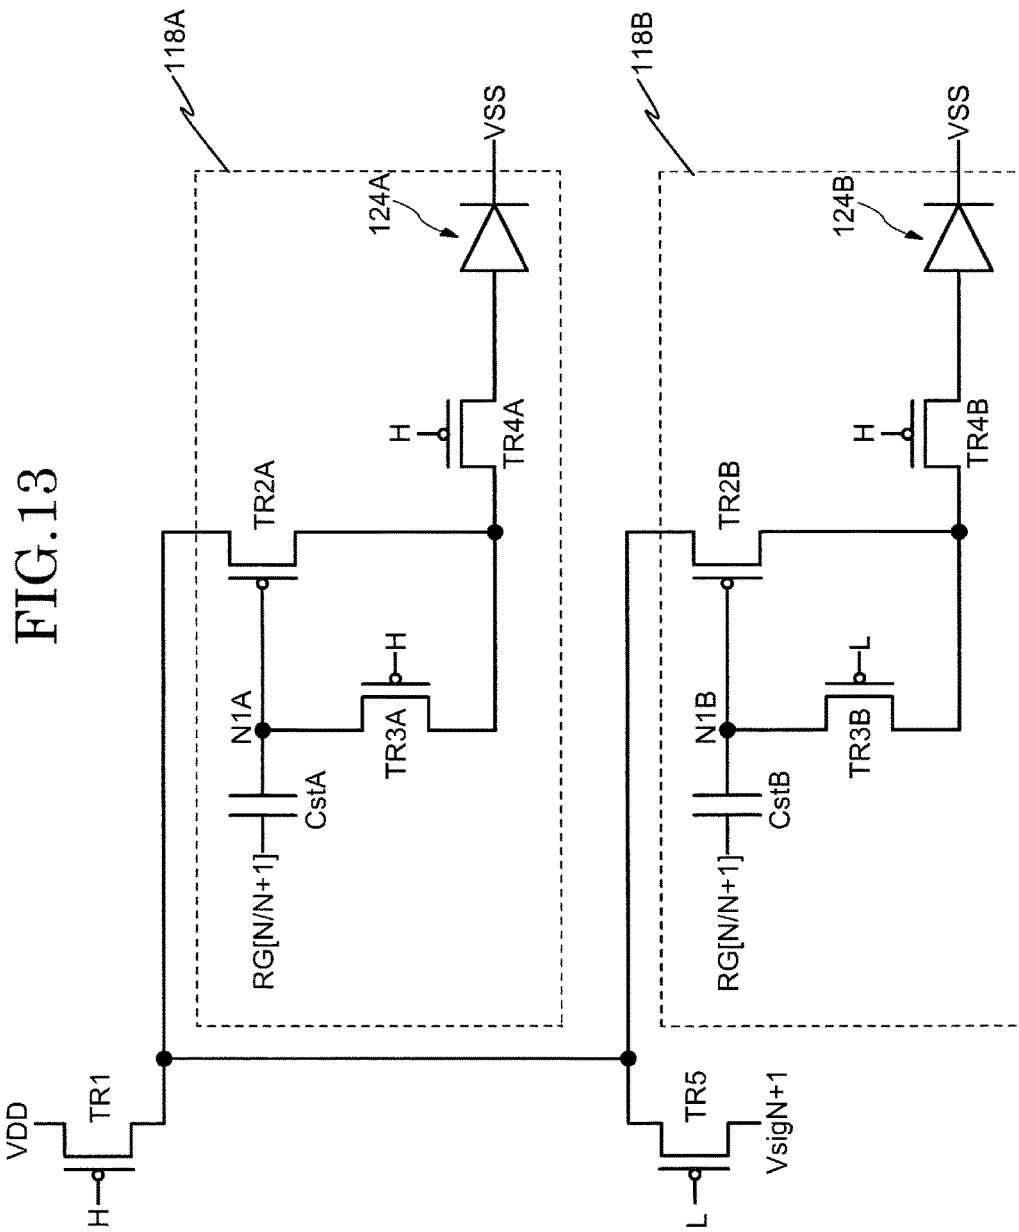 FIG.13
VDD
H
TR1
118A
TR2A
N1A
RG[N/N+1]
CstA
TR3A
H
H
TR4A
124A
VSS
118B
TR2B
N1B
RG[N/N+1]
CstB
TR3B
L
H
TR4B
124B
VSS
L
TR5
VsigN+1